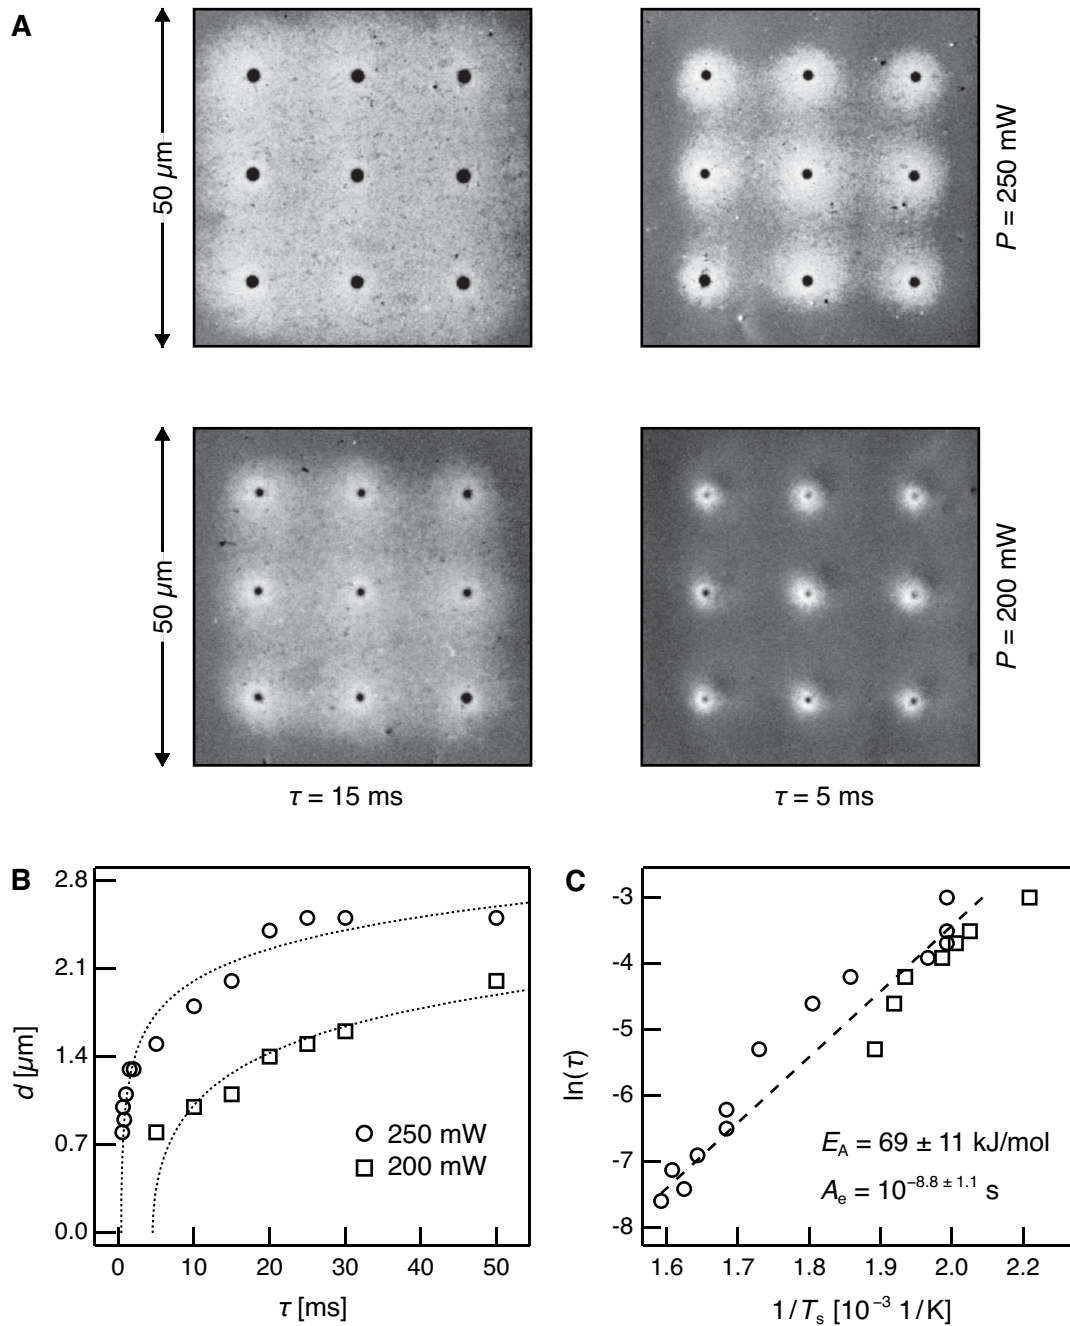 A
50 µm
P = 250 mW
50 µm
P = 200 mW
τ = 15 ms
τ = 5 ms
B
2.8
2.1
1.4
0.7
0.0
d [µm]
250 mW
200 mW
0 10 20 30 40 50
τ [ms]
C
-3
-4
-5
-6
-7
-8
ln(τ)
E_A = 69 ± 11 kJ/mol
A_e = 10^−8.8 ± 1.1 s
1.6 1.7 1.8 1.9 2.0 2.2
1/T_s [10^−3 1/K]